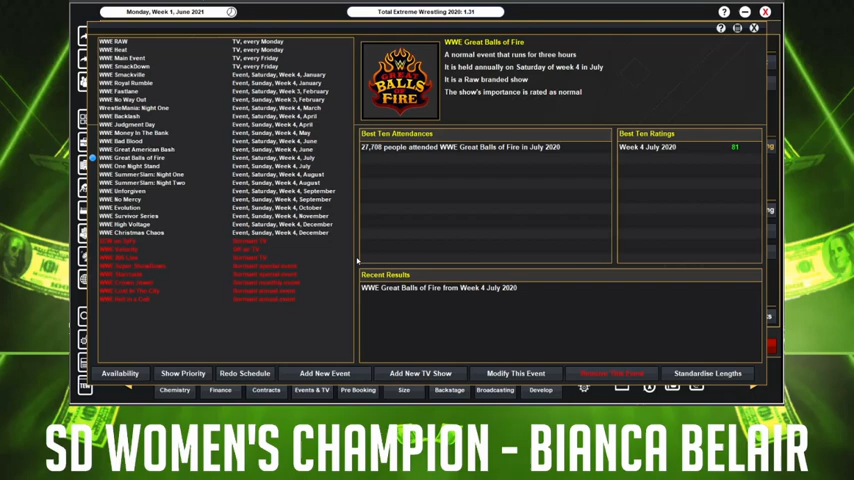 Monday, Week 1, June 2021
Total Extreme Wrestling 2020: 1.31
WWE RAW TV, every Monday
WWE Heat TV, every Monday
WWE Main Event TV, every Friday
WWE SmackDown TV, every Friday
WWE Smackville Event, Saturday, Week 4, January
WWE Royal Rumble Event, Sunday, Week 4, January
WWE Fastlane Event, Saturday, Week 3, February
WWE No Way Out Event, Sunday, Week 3, February
WrestleMania: Night One Event, Saturday, Week 4, March
WWE Backlash Event, Saturday, Week 4, April
WWE Judgment Day Event, Sunday, Week 4, April
WWE Money In The Bank Event, Sunday, Week 4, May
WWE Bad Blood Event, Saturday, Week 4, June
WWE Great American Bash Event, Sunday, Week 4, June
WWE Great Balls of Fire Event, Saturday, Week 4, July
WWE One Night Stand Event, Sunday, Week 4, July
WWE SummerSlam: Night One Event, Saturday, Week 4, August
WWE SummerSlam: Night Two Event, Sunday, Week 4, August
WWE Unforgiven Event, Saturday, Week 4, September
WWE No Mercy Event, Sunday, Week 4, September
WWE Evolution Event, Sunday, Week 4, October
WWE Survivor Series Event, Sunday, Week 4, November
WWE High Voltage Event, Saturday, Week 4, December
WWE Christmas Chaos Event, Sunday, Week 4, December
GREAT BALLS OF FIRE
WWE Great Balls of Fire
A normal event that runs for three hours
It is held annually on Saturday of week 4 in July
It is a Raw branded show
The show's importance is rated as normal
Best Ten Attendances
27,708 people attended WWE Great Balls of Fire in July 2020
Best Ten Ratings
Week 4 July 2020 81
Recent Results
WWE Great Balls of Fire from Week 4 July 2020
Availability Show Priority Redo Schedule Add New Event Add New TV Show Modify This Event Standardise Lengths
Chemistry Finance Contracts Events & TV Pre Booking Size Backstage Broadcasting Develop
SD WOMEN'S CHAMPION - BIANCA BELAIR